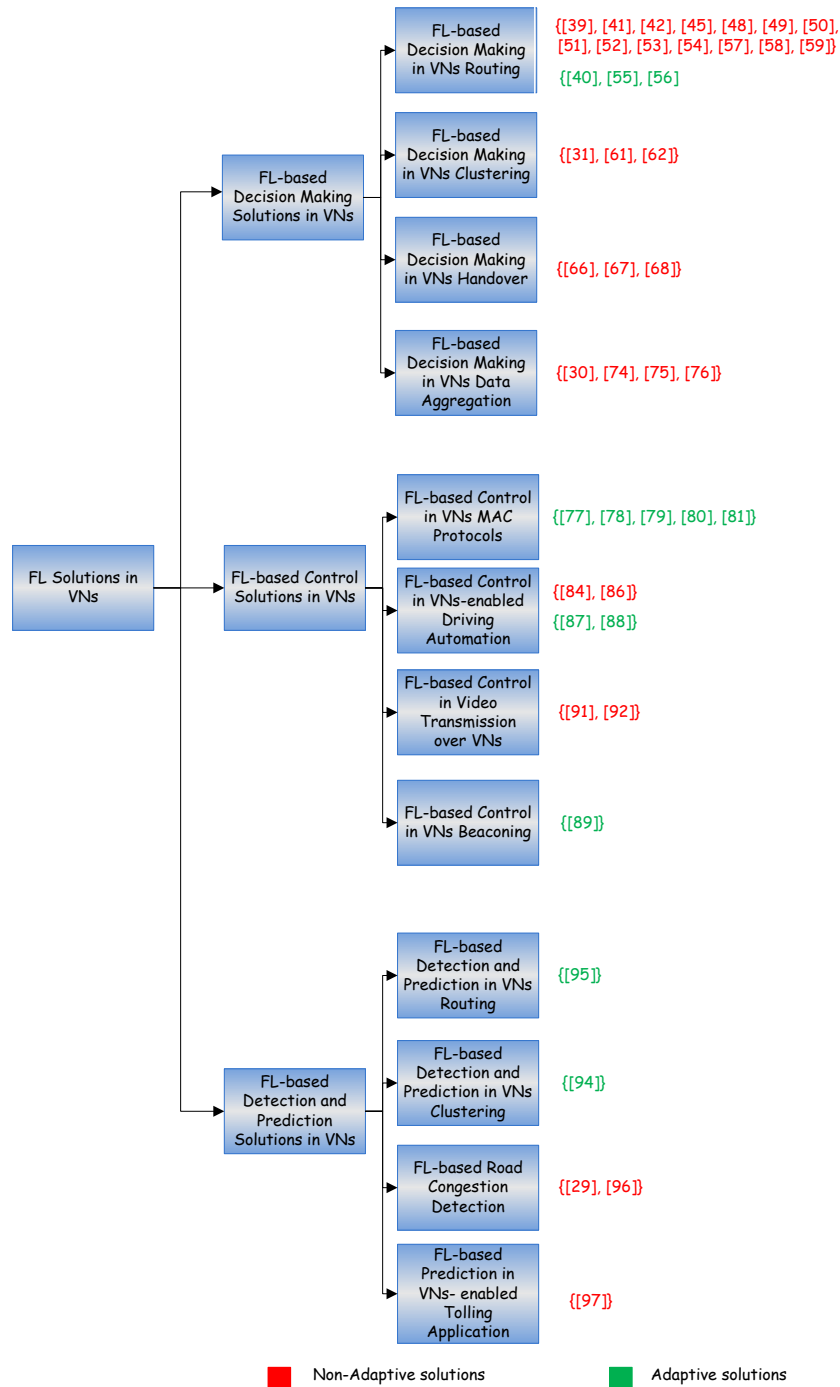 FL-based
Decision Making
in VNs Routing
{[39], [41], [42], [45], [48], [49], [50],
[51], [52], [53], [54], [57], [58], [59]}
{[40], [55], [56]
FL-based
Decision Making
in VNs Clustering
{[31], [61], [62]}
FL-based
Decision Making
Solutions in VNs
FL-based
Decision Making
in VNs Handover
{[66], [67], [68]}
FL-based
Decision Making
in VNs Data
Aggregation
{[30], [74], [75], [76]}
FL-based Control
in VNs MAC
Protocols
{[77], [78], [79], [80], [81]}
FL Solutions in
VNs
FL-based Control
Solutions in VNs
FL-based Control
in VNs-enabled
Driving
Automation
{[84], [86]}
{[87], [88]}
FL-based Control
in Video
Transmission
over VNs
{[91], [92]}
FL-based Control
in VNs Beaconing
{[89]}
FL-based
Detection and
Prediction in VNs
Routing
{[95]}
FL-based
Detection and
Prediction
Solutions in VNs
FL-based
Detection and
Prediction in VNs
Clustering
{[94]}
FL-based Road
Congestion
Detection
{[29], [96]}
FL-based
Prediction in
VNs- enabled
Tolling
Application
{[97]}
Non-Adaptive solutions
Adaptive solutions